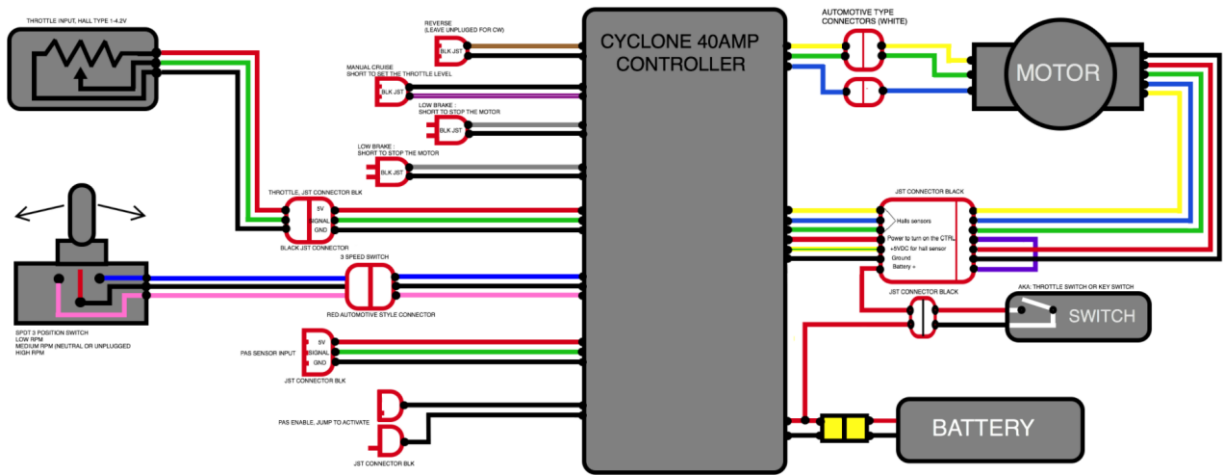 THROTTLE INPUT, HALL TYPE 1-4.2V
REVERSE
(LEAVE UNPLUGED FOR CW)
BLK JST
MANUAL CRUISE
SHORT TO SET THE THROTTLE LEVEL
BLK JST
LOW BRAKE :
SHORT TO STOP THE MOTOR
BLK JST
LOW BRAKE :
SHORT TO STOP THE MOTOR
BLK JST
CYCLONE 40AMP
CONTROLLER
AUTOMOTIVE TYPE
CONNECTORS (WHITE)
MOTOR
THROTTLE, JST CONNECTOR BLK
5V
SIGNAL
GND
BLACK JST CONNECTOR
3 SPEED SWITCH
RED AUTOMOTIVE STYLE CONNECTOR
SPDT 3 POSITION SWITCH
LOW RPM
MEDIUM RPM (NEUTRAL OR UNPLUGGED
HIGH RPM
PAS SENSOR INPUT
5V
SIGNAL
GND
JST CONNECTOR BLK
PAS ENABLE, JUMP TO ACTIVATE
JST CONNECTOR BLK
JST CONNECTOR BLACK
Halls sensors
Power to turn on the CTRL
+5VDC for hall sensor
Ground
Battery +
JST CONNECTOR BLACK
AKA: THROTTLE SWITCH OR KEY SWITCH
SWITCH
BATTERY